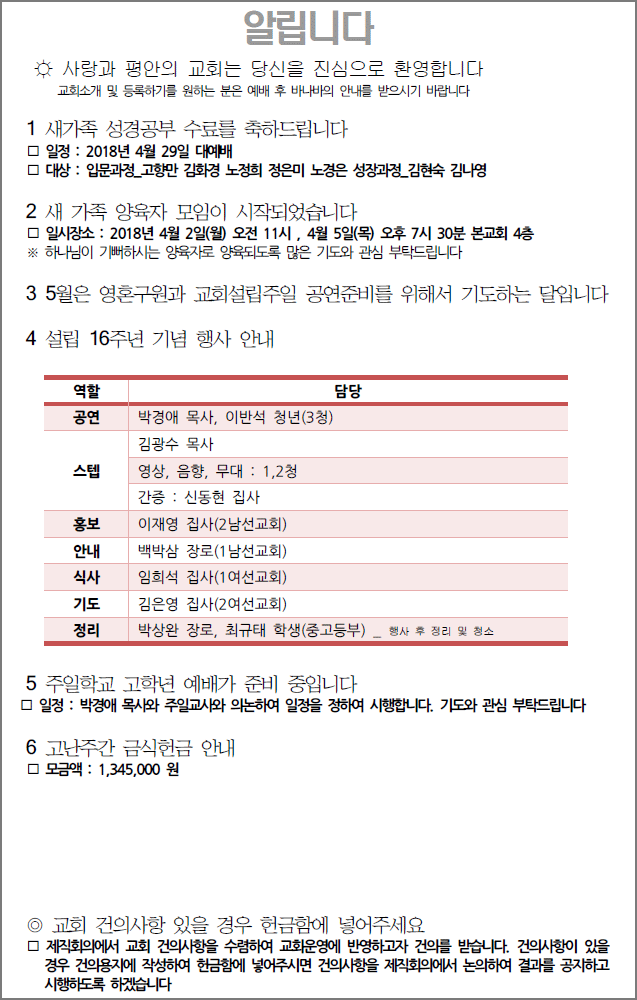 알립니다
☼ 사랑과 평안의 교회는 당신을 진심으로 환영합니다
교회소개 및 등록하기를 원하는 분은 예배 후 바나바의 안내를 받으시기 바랍니다
1 새가족 성경공부 수료를 축하드립니다
□ 일정 : 2018년 4월 29일 대예배
□ 대상 : 입문과정_고향만 김화경 노정희 정은미 노경은 성장과정_김현숙 김나영
2 새 가족 양육자 모임이 시작되었습니다
□ 일시장소 : 2018년 4월 2일(월) 오전 11시 , 4월 5일(목) 오후 7시 30분 본교회 4층
※ 하나님이 기뻐하시는 양육자로 양육되도록 많은 기도와 관심 부탁드립니다
3 5월은 영혼구원과 교회설립주일 공연준비를 위해서 기도하는 달입니다
4 설립 16주년 기념 행사 안내
역할 담당
공연 박경애 목사, 이반석 청년(3청)
김광수 목사
스텝 영상, 음향, 무대 : 1,2청
간증 : 신동현 집사
홍보 이재영 집사(2남선교회)
안내 백박삼 장로(1남선교회)
식사 임희석 집사(1여선교회)
기도 김은영 집사(2여선교회)
정리 박상완 장로, 최규태 학생(중고등부) _ 행사 후 정리 및 청소
5 주일학교 고학년 예배가 준비 중입니다
□ 일정 : 박경애 목사와 주일교사와 의논하여 일정을 정하여 시행합니다. 기도와 관심 부탁드립니다
6 고난주간 금식헌금 안내
□ 모금액 : 1,345,000 원
◎ 교회 건의사항 있을 경우 헌금함에 넣어주세요
□ 제직회의에서 교회 건의사항을 수렴하여 교회운영에 반영하고자 건의를 받습니다. 건의사항이 있을
경우 건의용지에 작성하여 헌금함에 넣어주시면 건의사항을 제직회의에서 논의하여 결과를 공지하고
시행하도록 하겠습니다